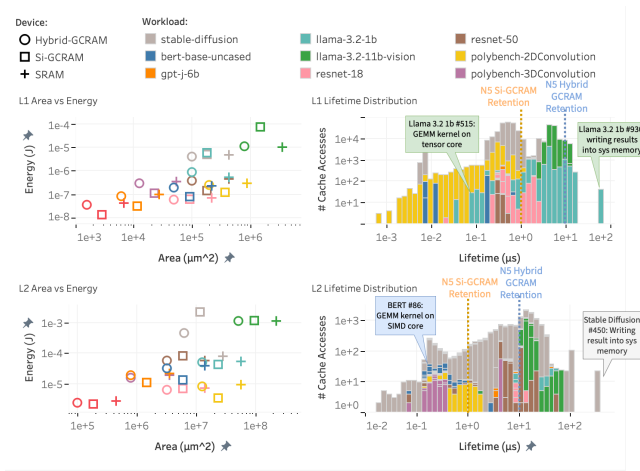 Device:
Hybrid-GCRAM
Si-GCRAM
SRAM
Workload:
stable-diffusion
bert-base-uncased
gpt-j-6b
llama-3.2-1b
llama-3.2-11b-vision
resnet-18
resnet-50
polybench-2DConvolution
polybench-3DConvolution
L1 Area vs Energy
1e-4
1e-5
1e-6
1e-7
1e-8
Energy (J)
1e+3
1e+4
1e+5
1e+6
Area (µm^2)
L1 Lifetime Distribution
N5 Si-GCRAM
Retention
N5 Hybrid
GCRAM
Retention
Llama 3.2 1b #515:
GEMM kernel on
tensor core
Llama 3.2 1b #930
writing results
into sys memory
1e+4
1e+3
1e+2
1e+1
# Cache Accesses
1e-3
1e-2
1e-1
1e+0
1e+1
1e+2
Lifetime (µs)
L2 Area vs Energy
1e-3
1e-4
1e-5
Energy (J)
1e+5
1e+6
1e+7
1e+8
Area (µm^2)
L2 Lifetime Distribution
N5 Si-GCRAM
Retention
N5 Hybrid
GCRAM
Retention
BERT #86:
GEMM kernel on
SIMD core
Stable Diffusion
#450: Writing
result into sys
memory
1e+3
1e+2
1e+1
1e+0
# Cache Accesses
1e-2
1e-1
1e+0
1e+1
1e+2
Lifetime (µs)